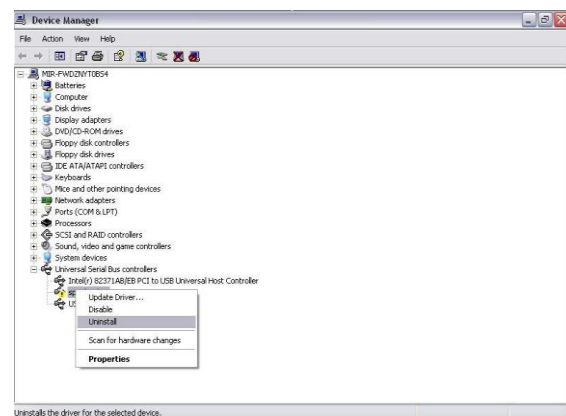 Device Manager
File Action View Help
MIR-FWDZNYT0B54
Batteries
Computer
Disk drives
Display adapters
DVD/CD-ROM drives
Floppy disk controllers
Floppy disk drives
IDE ATA/ATAPI controllers
Keyboards
Mice and other pointing devices
Network adapters
Ports (COM & LPT)
Processors
SCSI and RAID controllers
Sound, video and game controllers
System devices
Universal Serial Bus controllers
Intel(r) 82371AB/EB PCI to USB Universal Host Controller
Update Driver...
Disable
Uninstall
Scan for hardware changes
Properties
Uninstalls the driver for the selected device.